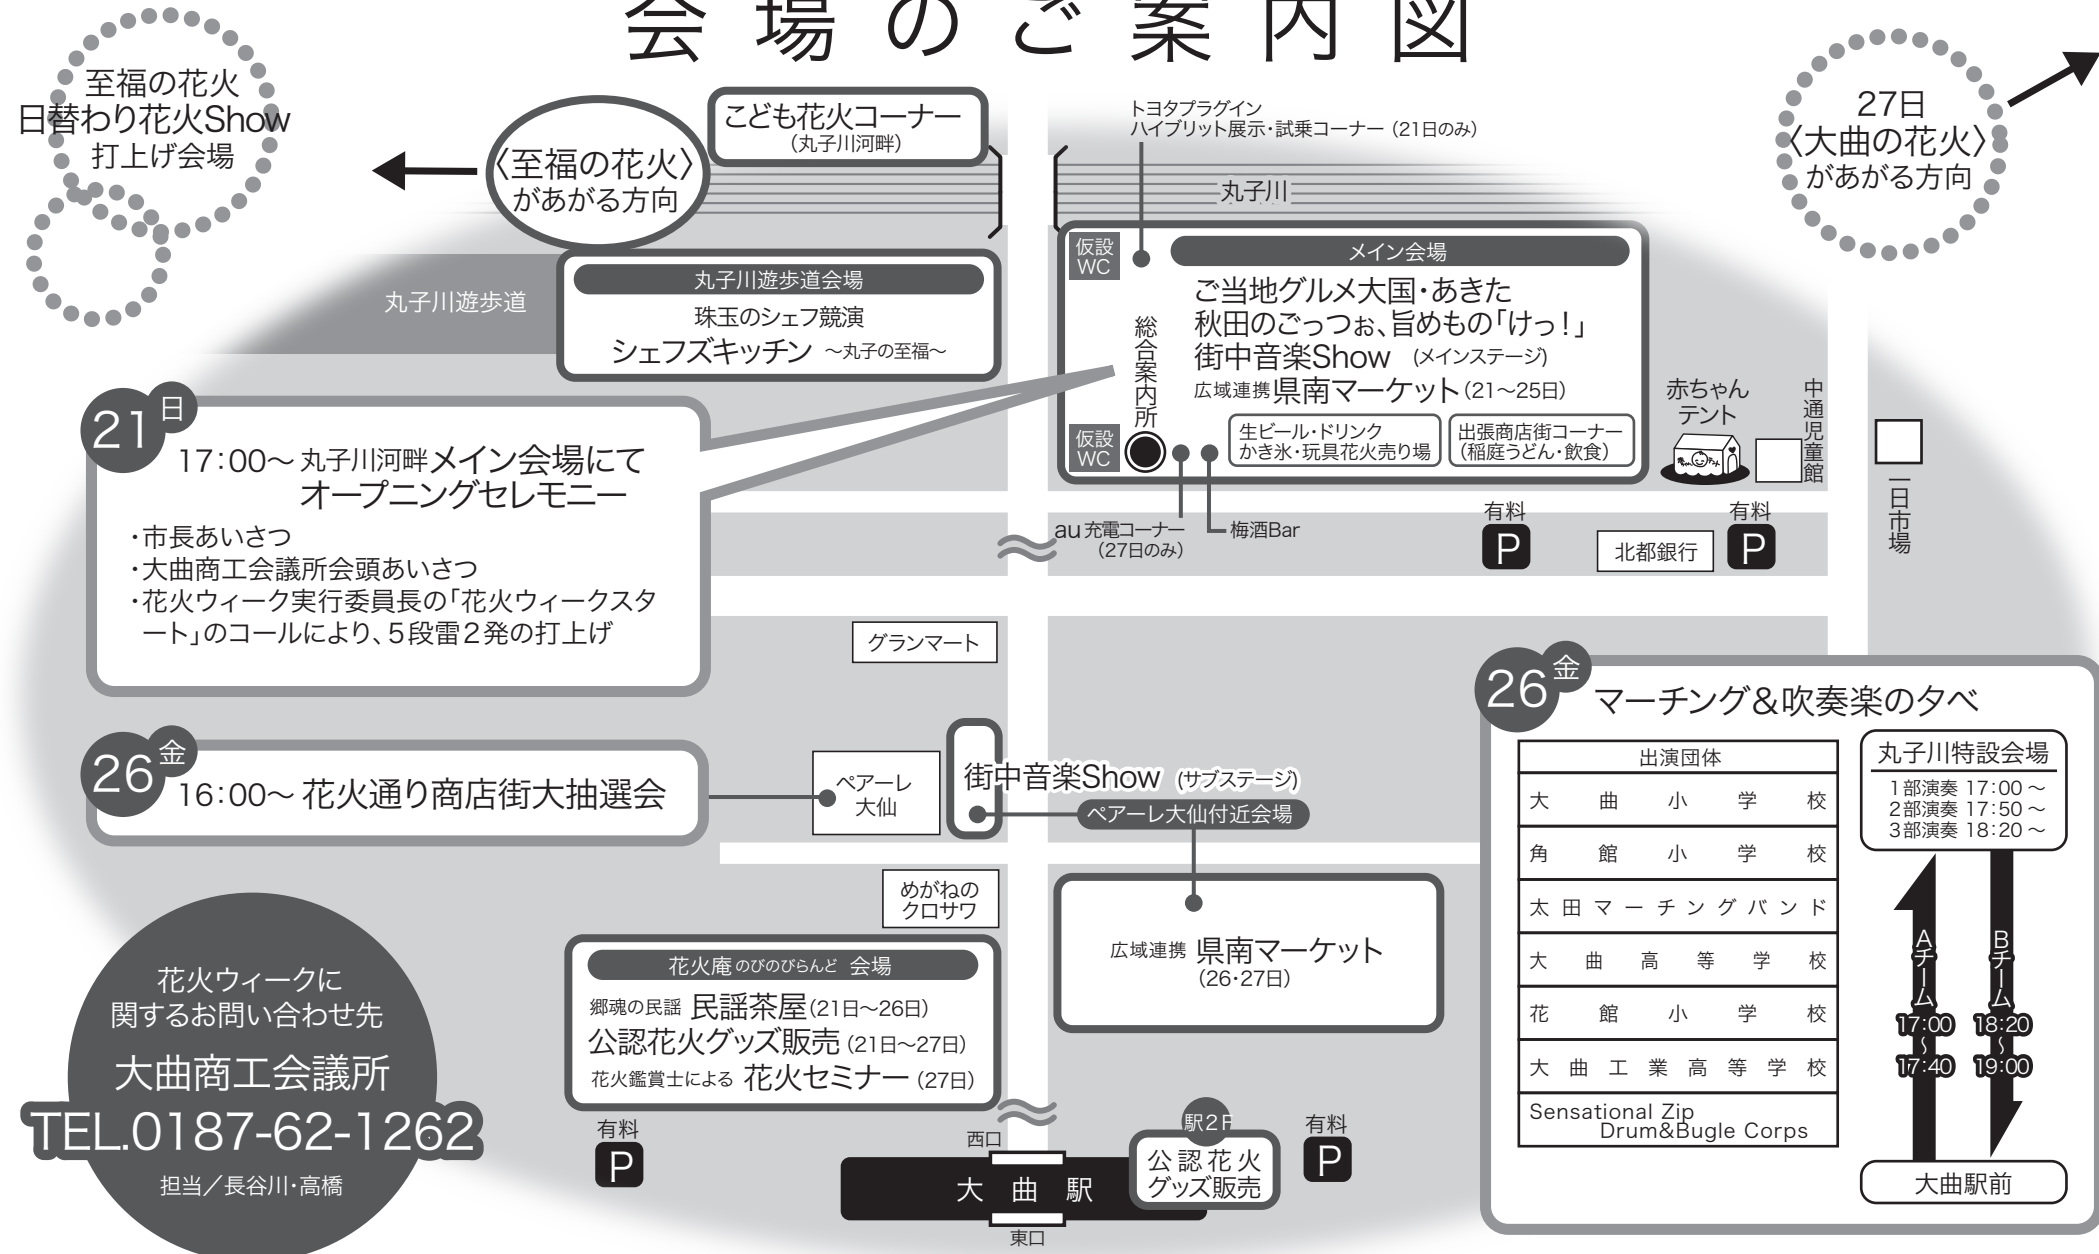 会場のご案内図
至福の花火
日替わり花火Show
打上げ会場
〈至福の花火〉
があがる方向
こども花火コーナー
(丸子川河畔)
トヨタプラグイン
ハイブリット展示・試乗コーナー (21日のみ)
27日
〈大曲の花火〉
があがる方向
丸子川
丸子川遊歩道
丸子川遊歩道会場
珠玉のシェフ競演
シェフズキッチン ～丸子の至福～
仮設
WC
メイン会場
ご当地グルメ大国・あきた
秋田のごっつぉ、旨めもの「けっ!」
街中音楽Show (メインステージ)
広域連携 県南マーケット (21～25日)
生ビール・ドリンク
かき氷・玩具花火売り場
出張商店街コーナー
(稲庭うどん・飲食)
総合案内所
仮設
WC
au 充電コーナー
(27日のみ)
梅酒Bar
赤ちゃん
テント
中通児童館
一日市場
有料
P
北都銀行
有料
P
21 日
17:00～ 丸子川河畔メイン会場にて
オープニングセレモニー
・市長あいさつ
・大曲商工会議所会頭あいさつ
・花火ウィーク実行委員長の「花火ウィークスタ
ート」のコールにより、5段雷2発の打上げ
グランマート
26 金
16:00～ 花火通り商店街大抽選会
ペアーレ
大仙
街中音楽Show (サブステージ)
ペアーレ大仙付近会場
めがねの
クロサワ
広域連携 県南マーケット
(26・27日)
花火庵 のびのびらんど 会場
郷魂の民謡 民謡茶屋 (21日～26日)
公認花火グッズ販売 (21日～27日)
花火鑑賞士による 花火セミナー (27日)
花火ウィークに
関するお問い合わせ先
大曲商工会議所
TEL.0187-62-1262
担当／長谷川・高橋
有料
P
西口
大曲駅
東口
駅2F
公認花火
グッズ販売
有料
P
26 金
マーチング&吹奏楽の夕べ
出演団体
大曲小学校
角館小学校
太田マーチングバンド
大曲高等学校
花館小学校
大曲工業高等学校
Sensational Zip
Drum&Bugle Corps
丸子川特設会場
1部演奏 17:00～
2部演奏 17:50～
3部演奏 18:20～
Aチーム
17:00
～
17:40
Bチーム
18:20
～
19:00
大曲駅前